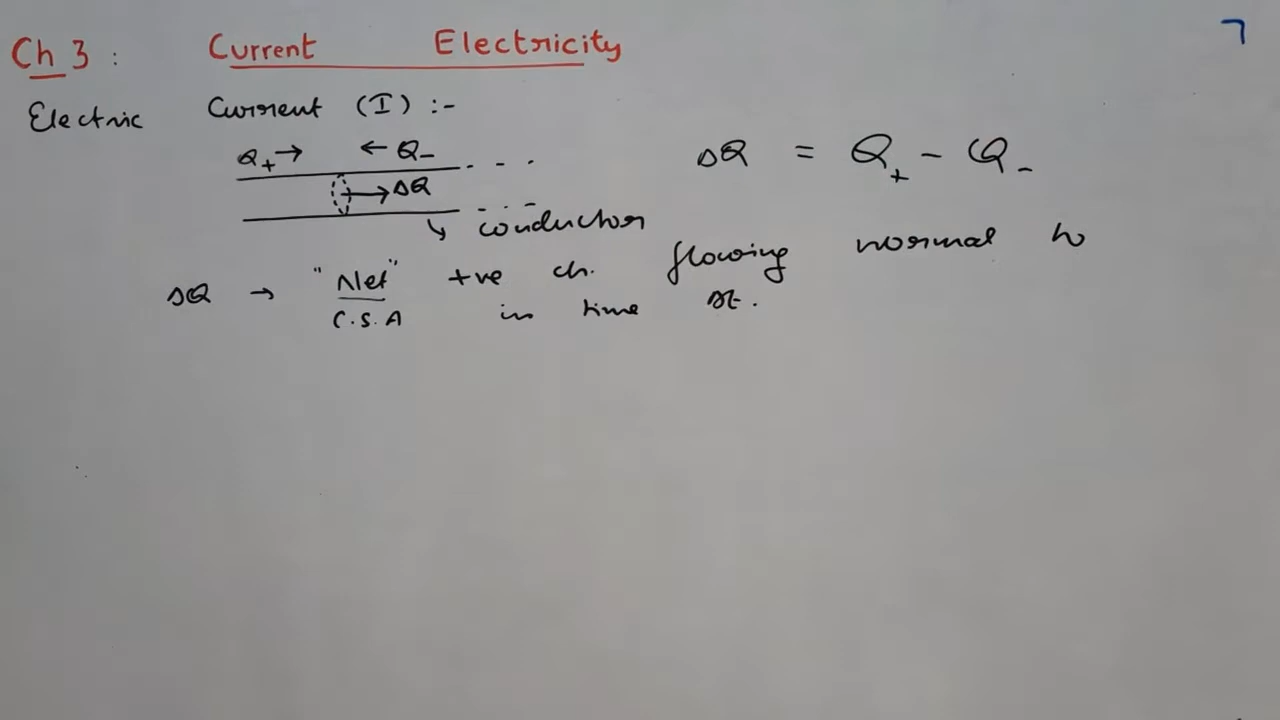 7
Ch 3 : Current Electricity
Electric Current (I) :-
Q+ → ← Q-
→ ΔQ
ΔQ = Q+ - Q-
↳ conductor
ΔQ → "Net" +ve ch. flowing normal to
C.S.A in time Δt.